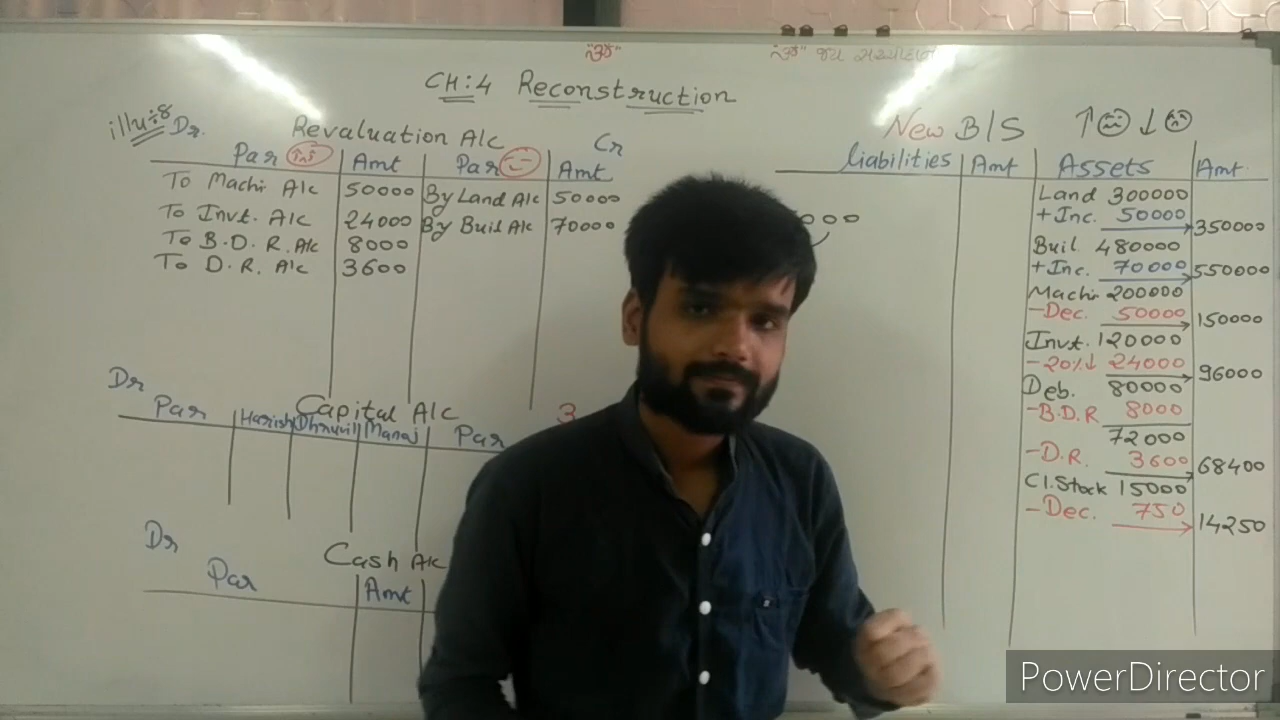 CH:4 Reconstruction
illu:8
Revaluation A/c
Dr. Cr
Par Amt Par Amt
To Machi A/c 50000 By Land A/c 50000
To Invt. A/c 24000 By Buil A/c 70000
To B.D.R. A/c 8000
To D.R. A/c 3600
Capital A/c
Dr
Par Harish Dhruvil Manoj Par
3
Cash A/c
Dr
Par Amt
New B/S
Liabilities Amt Assets Amt
Land 300000
+ Inc. 50000 350000
Buil 480000
+ Inc. 70000 550000
Machi 200000
- Dec. 50000 150000
Invt. 120000
- 20%↓ 24000 96000
Deb. 80000
- B.D.R 8000
72000
- D.R. 3600 68400
Cl. Stock 15000
- Dec. 750 14250
PowerDirector